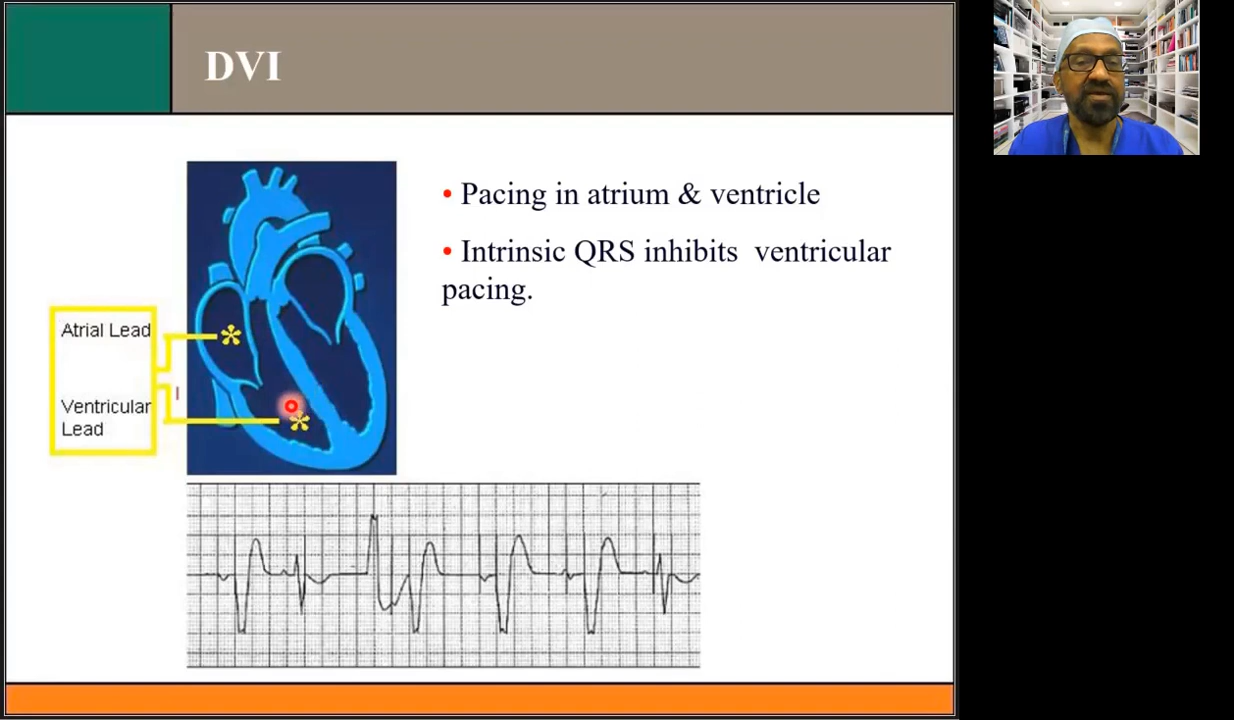 DVI
• Pacing in atrium & ventricle
• Intrinsic QRS inhibits ventricular
pacing.
Atrial Lead
I
Ventricular
Lead